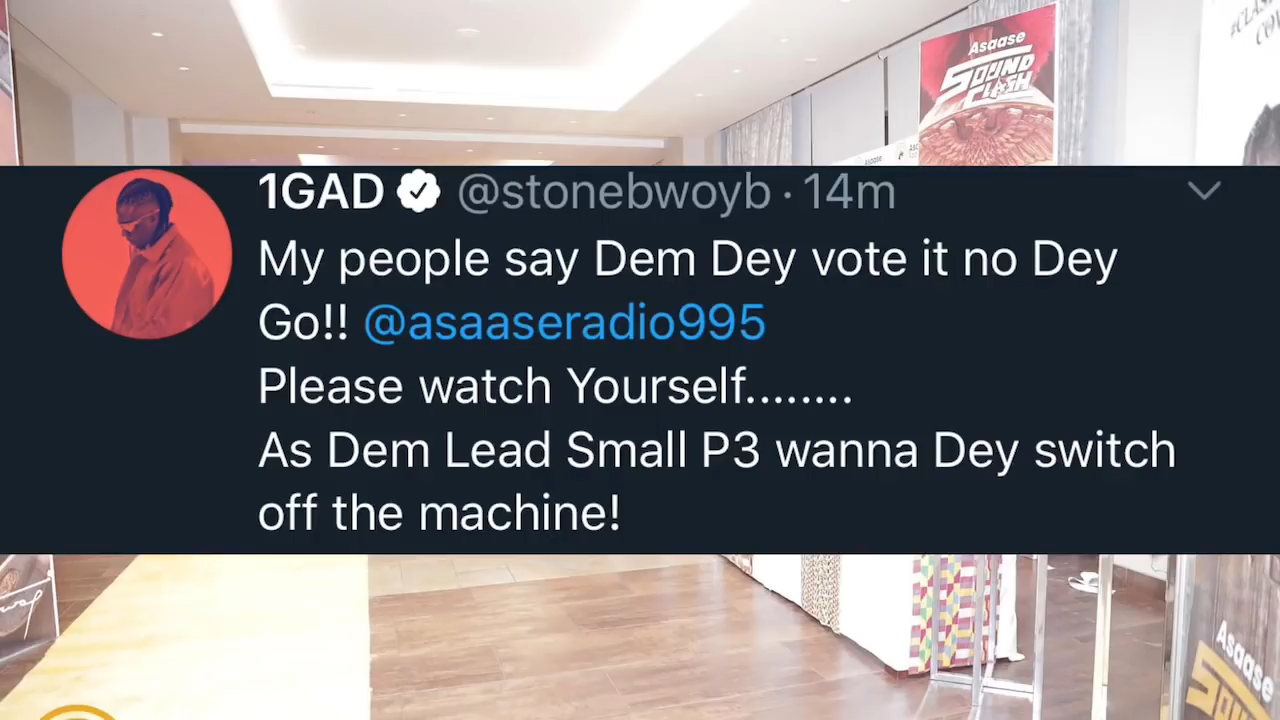 Asaase
SOUND
CLASH
1GAD @stonebwoyb · 14m
My people say Dem Dey vote it no Dey
Go!! @asaaseradio995
Please watch Yourself........
As Dem Lead Small P3 wanna Dey switch
off the machine!
Asaase